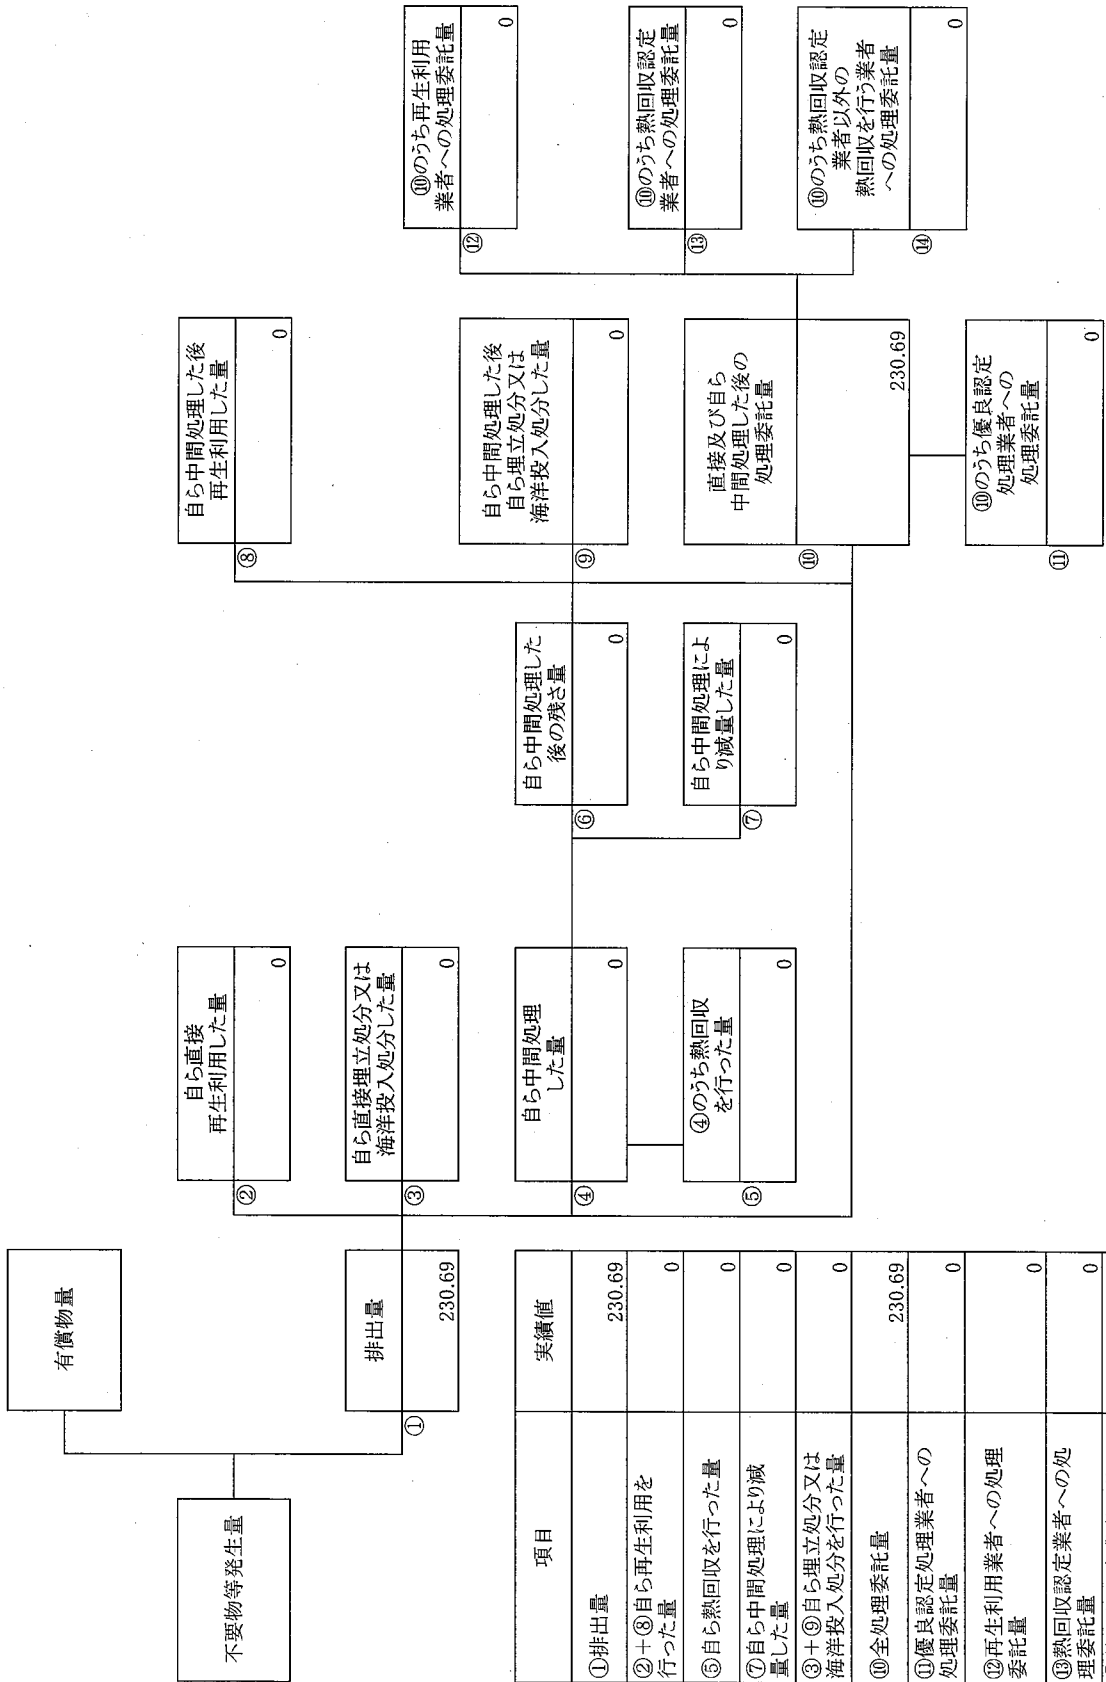 不要物等発生量
有償物量
排出量
①
230.69
自ら直接
再生利用した量
②
0
自ら直接埋立処分又は
海洋投入処分した量
③
0
自ら中間処理
した量
④
0
④のうち熱回収
を行った量
⑤
0
自ら中間処理した
後の残さ量
⑥
0
自ら中間処理によ
り減量した量
⑦
0
自ら中間処理した後
再生利用した量
⑧
0
自ら中間処理した後
自ら埋立処分又は
海洋投入処分した量
⑨
0
直接及び自ら
中間処理した後の
処理委託量
⑩
230.69
⑩のうち優良認定
処理業者への
処理委託量
⑪
0
⑩のうち再生利用
業者への処理委託量
⑫
0
⑩のうち熱回収認定
業者への処理委託量
⑬
0
⑩のうち熱回収認定
業者以外の
熱回収を行う業者
への処理委託量
⑭
0
項目 実績値
①排出量 230.69
②+⑧自ら再生利用を
行った量 0
⑤自ら熱回収を行った量 0
⑦自ら中間処理により減
量した量 0
③+⑨自ら埋立処分又は
海洋投入処分を行った量 0
⑩全処理委託量 230.69
⑪優良認定処理業者への
処理委託量 0
⑫再生利用業者への処理
委託量 0
⑬熱回収認定業者への処
理委託量 0